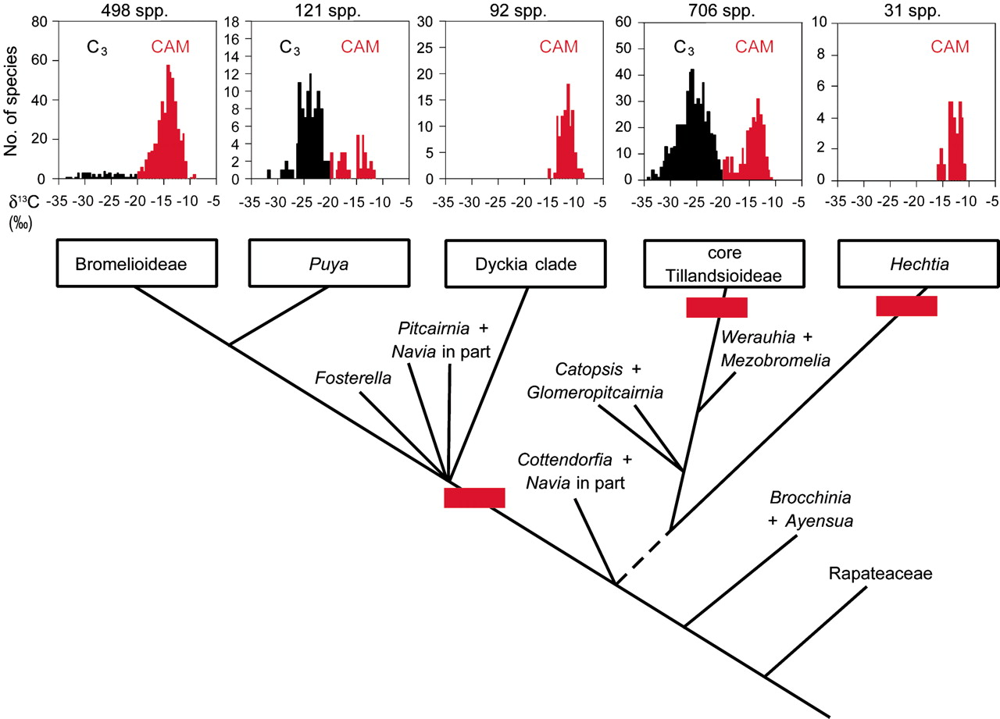 498 spp.
121 spp.
92 spp.
706 spp.
31 spp.
No. of species
80
60
40
20
0
C3
CAM
18
16
14
12
10
8
6
4
2
0
C3
CAM
30
25
20
15
10
5
0
CAM
60
50
40
30
20
10
0
C3
CAM
10
8
6
4
2
0
CAM
δ13C
(‰)
-35 -30 -25 -20 -15 -10 -5
-35 -30 -25 -20 -15 -10 -5
-35 -30 -25 -20 -15 -10 -5
-35 -30 -25 -20 -15 -10 -5
-35 -30 -25 -20 -15 -10 -5
Bromelioideae
Puya
Dyckia clade
core
Tillandsioideae
Hechtia
Pitcairnia +
Navia in part
Fosterella
Werauhia +
Mezobromelia
Catopsis +
Glomeropitcairnia
Cottendorfia +
Navia in part
Brocchinia
+ Ayensua
Rapateaceae